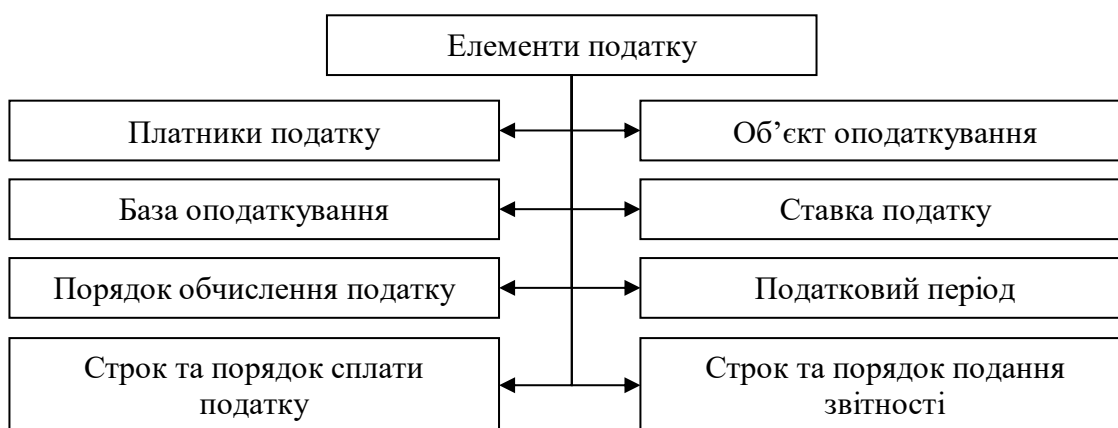 Елементи податку
Платники податку
Об’єкт оподаткування
База оподаткування
Ставка податку
Порядок обчислення податку
Податковий період
Строк та порядок сплати
податку
Строк та порядок подання
звітності